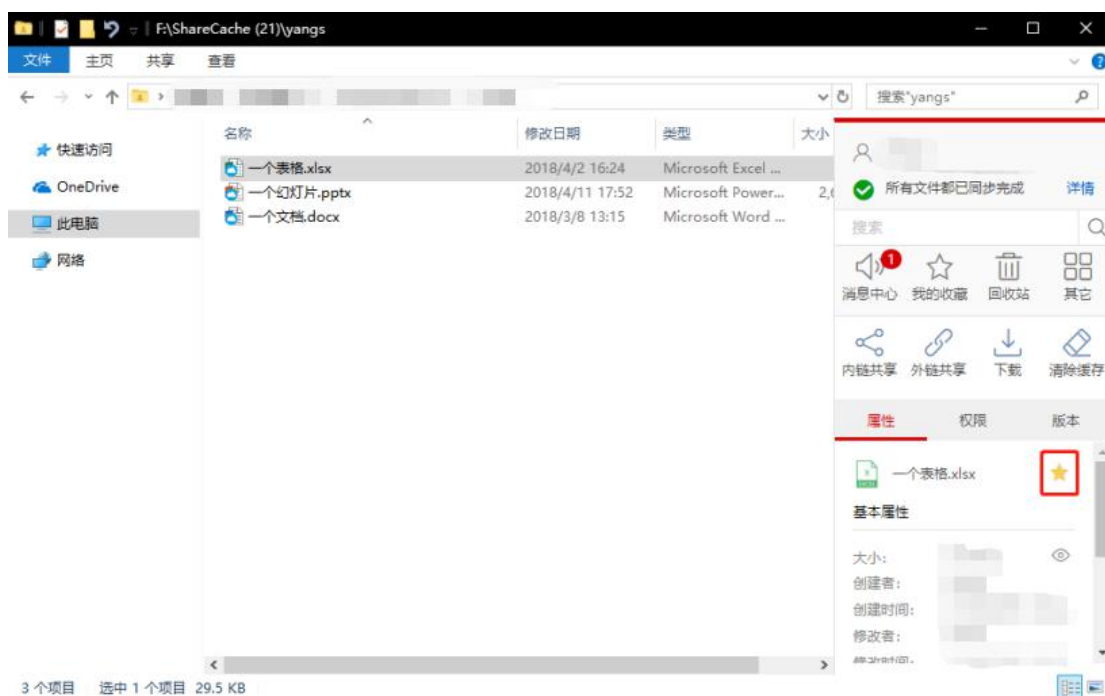 F:\ShareCache (21)\yangs
文件 主页 共享 查看
搜索"yangs"
名称 修改日期 类型 大小
快速访问
OneDrive
此电脑
网络
一个表格.xlsx 2018/4/2 16:24 Microsoft Excel ...
一个幻灯片.pptx 2018/4/11 17:52 Microsoft Power...
一个文档.docx 2018/3/8 13:15 Microsoft Word ...
所有文件都已同步完成 详情
搜索
1
消息中心 我的收藏 回收站 其它
内链共享 外链共享 下载 清除缓存
属性 权限 版本
一个表格.xlsx
基本属性
大小:
创建者:
创建时间:
修改者:
修改时间:
3 个项目 选中 1 个项目 29.5 KB